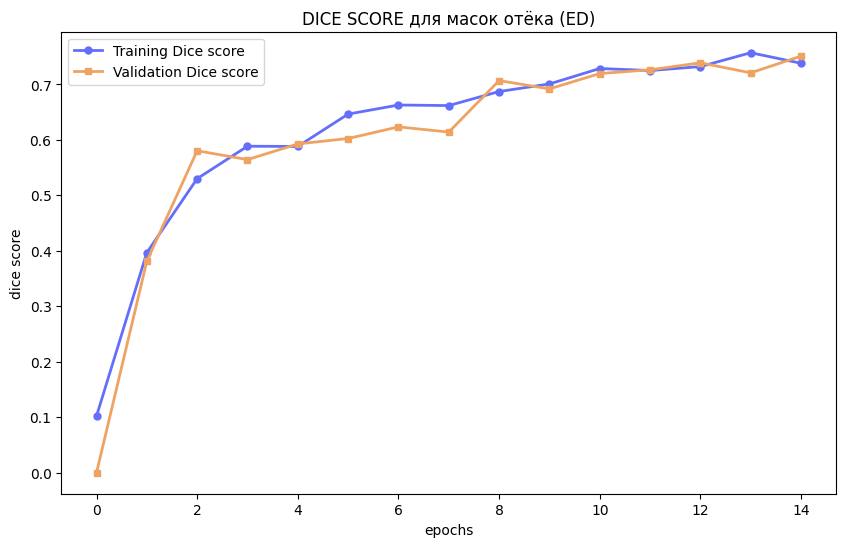 DICE SCORE для масок отёка (ED)
Training Dice score
Validation Dice score
dice score
0.7
0.6
0.5
0.4
0.3
0.2
0.1
0.0
0 2 4 6 8 10 12 14
epochs